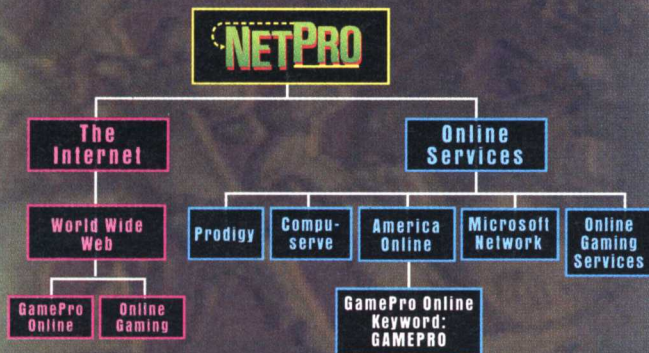 NETPRO
The
Internet
Online
Services
World Wide
Web
Prodigy
Compu-
serve
America
Online
Microsoft
Network
Online
Gaming
Services
GamePro
Online
Online
Gaming
GamePro Online
Keyword:
GAMEPRO